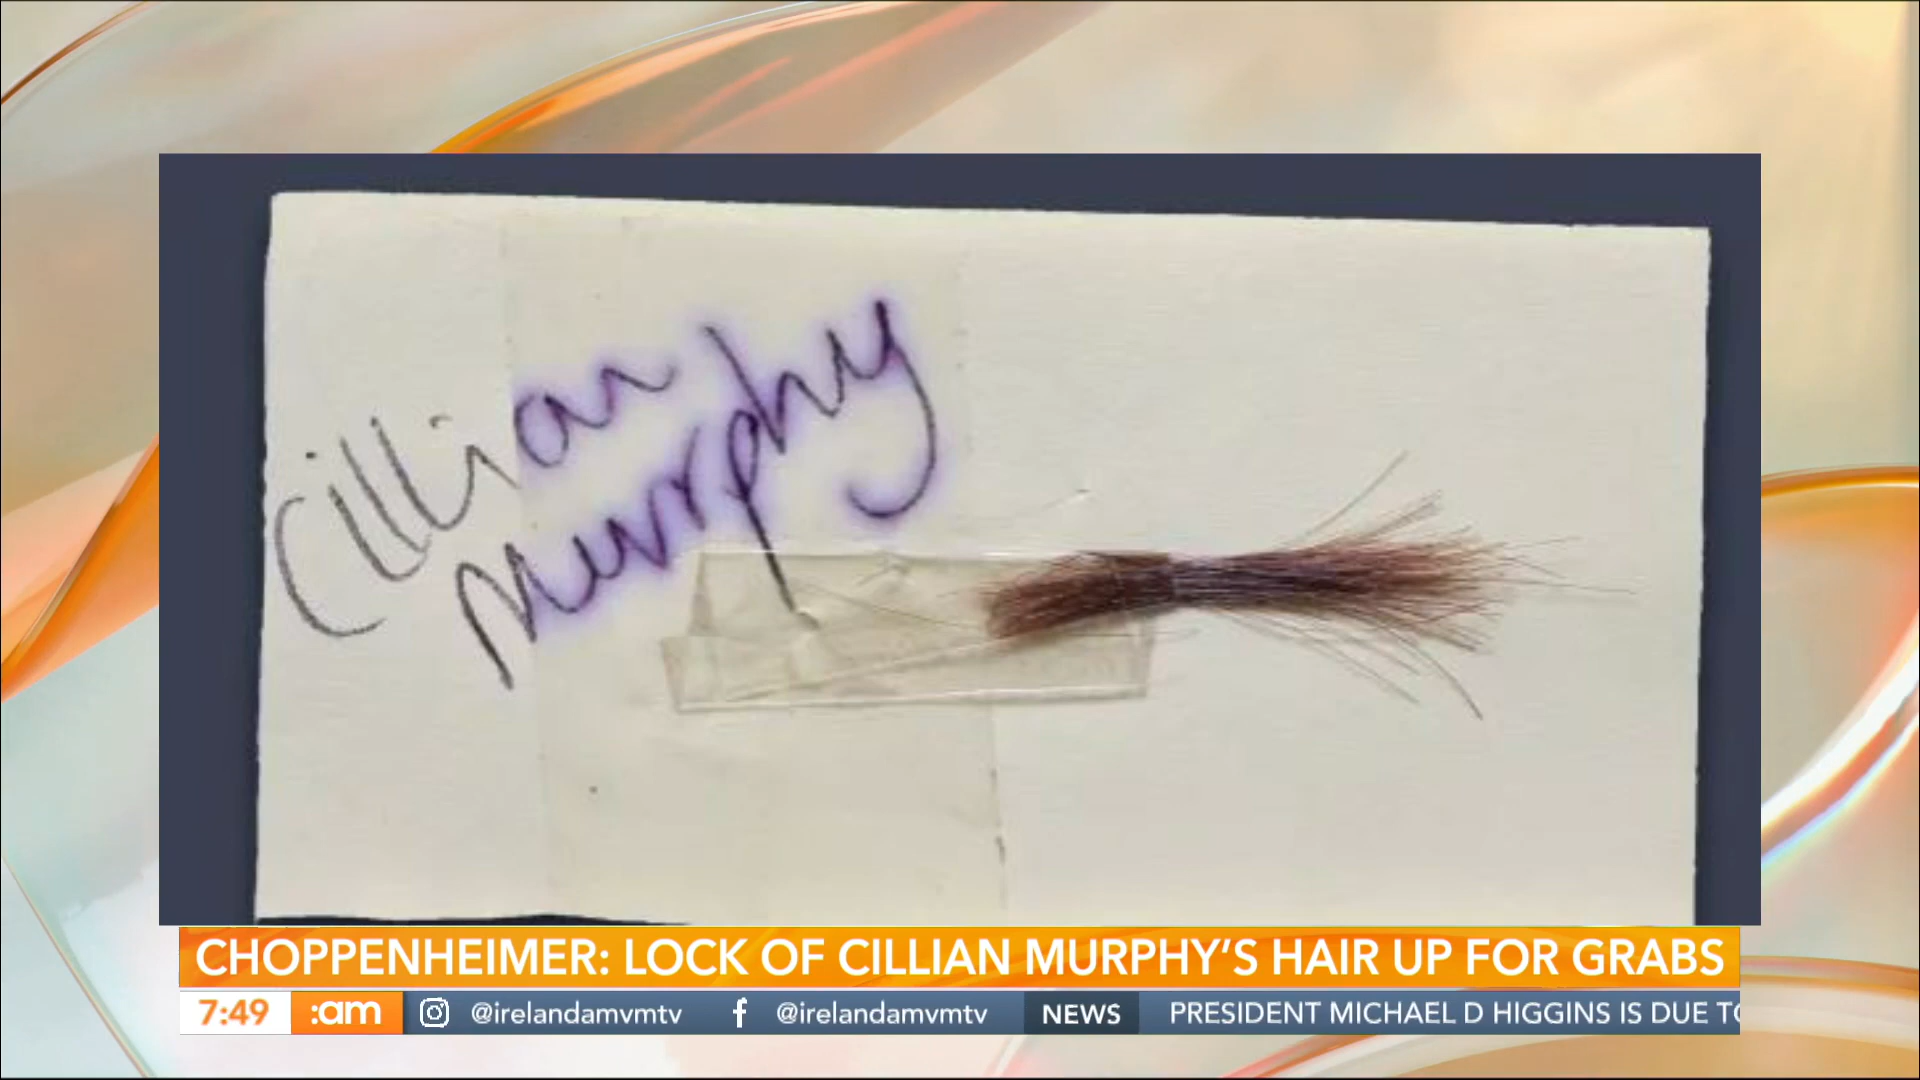 Cillian
Murphy
CHOPPENHEIMER: LOCK OF CILLIAN MURPHY'S HAIR UP FOR GRABS
7:49 :am @irelandamvmtv @irelandamvmtv NEWS PRESIDENT MICHAEL D HIGGINS IS DUE TO